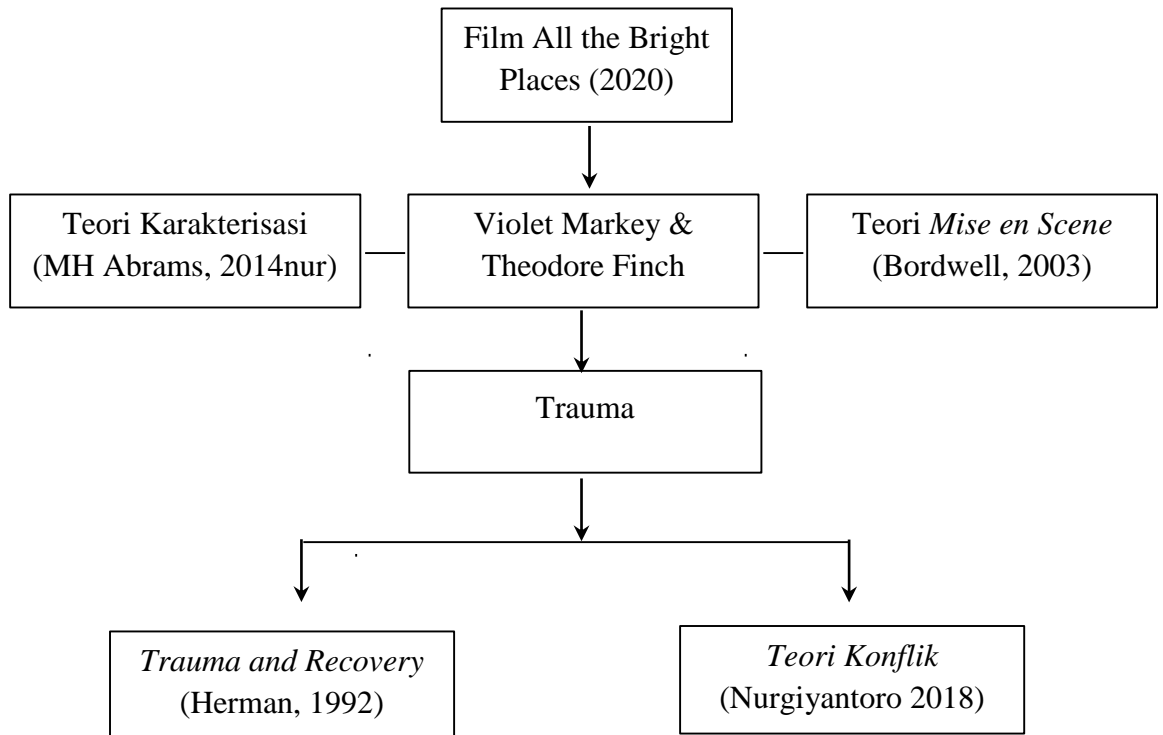 Film All the Bright
Places (2020)
Teori Karakterisasi
(MH Abrams, 2014nur)
Violet Markey &
Theodore Finch
Teori Mise en Scene
(Bordwell, 2003)
Trauma
Trauma and Recovery
(Herman, 1992)
Teori Konflik
(Nurgiyantoro 2018)